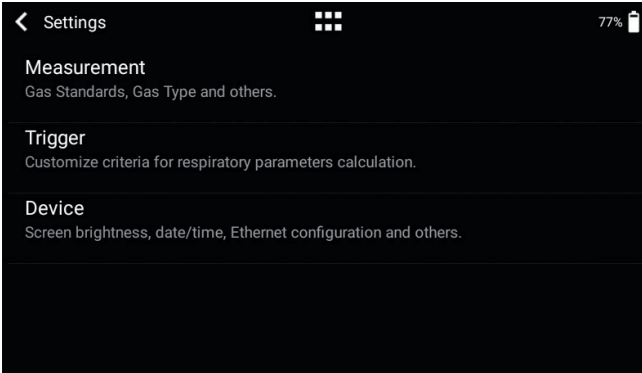 Settings
77%
Measurement
Gas Standards, Gas Type and others.
Trigger
Customize criteria for respiratory parameters calculation.
Device
Screen brightness, date/time, Ethernet configuration and others.